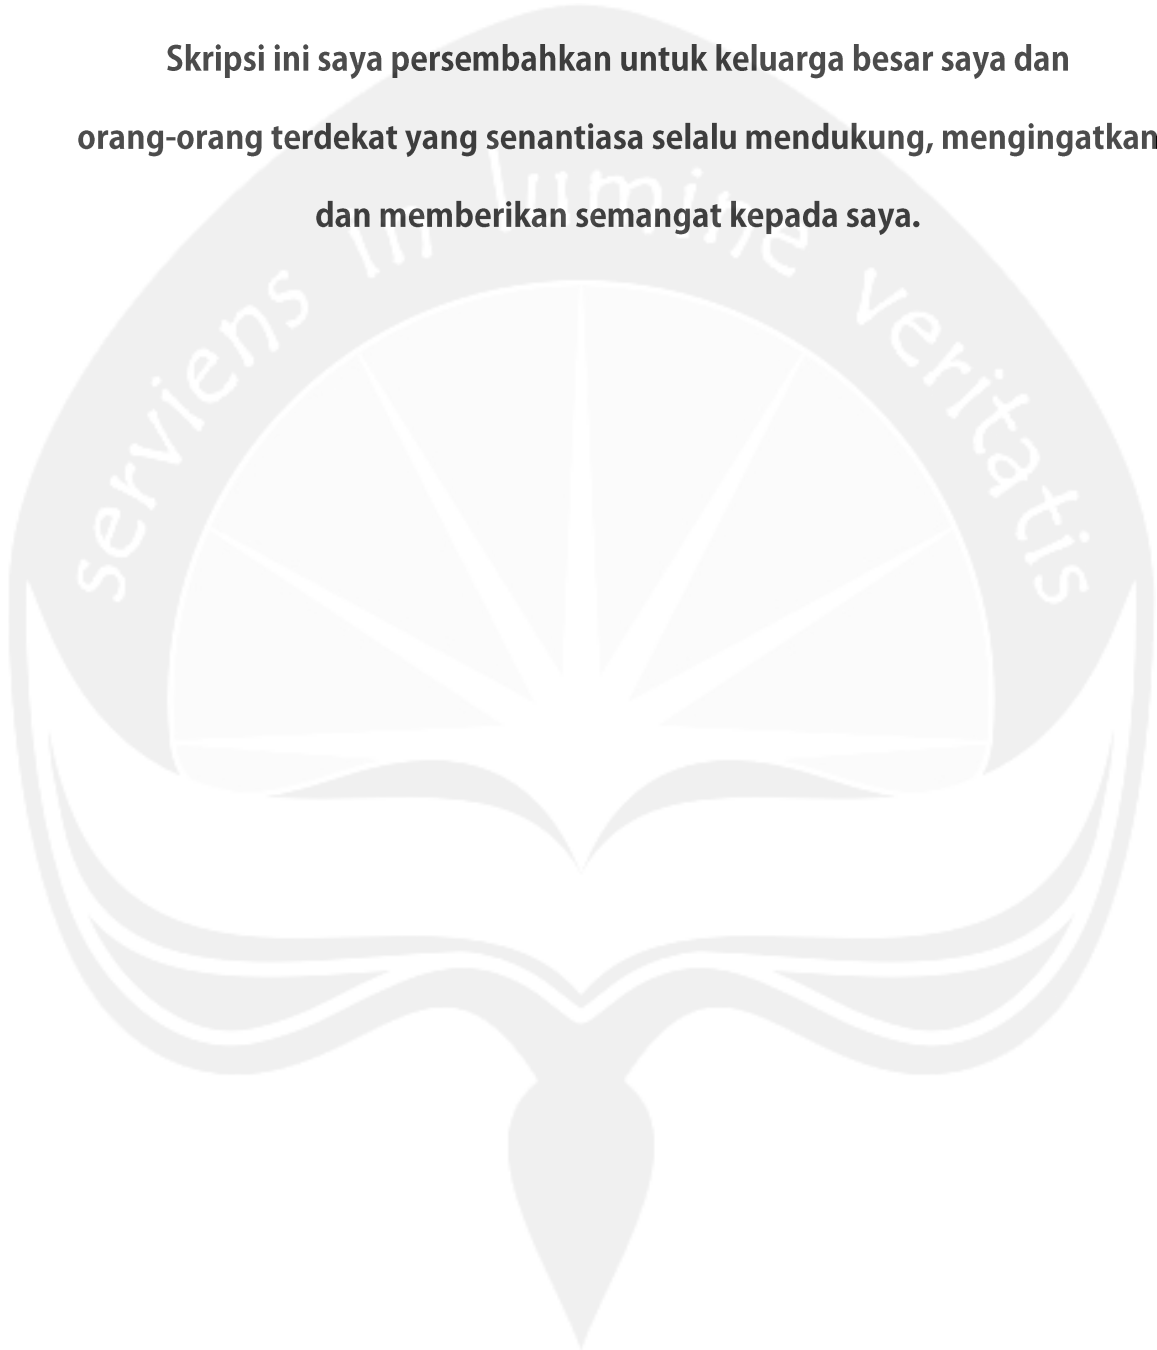 Skripsi ini saya persembahkan untuk keluarga besar saya dan
orang-orang terdekat yang senantiasa selalu mendukung, mengingatkan
dan memberikan semangat kepada saya.
serviens in lumine veritatis